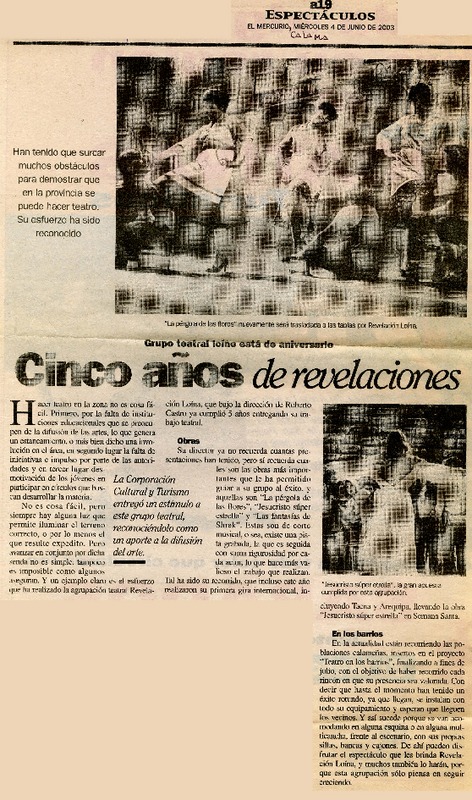 a19
ESPECTÁCULOS
EL MERCURIO, MIÉRCOLES 4 DE JUNIO DE 2003
CALAMA
Han tenido que surcar
muchos obstáculos
para demostrar que
en la provincia se
puede hacer teatro.
Su esfuerzo ha sido
reconocido
"La pérgola de las flores" nuevamente será trasladada a las tablas por Revelación Loína.
Grupo teatral loíno está de aniversario
Cinco años de revelaciones
Hacer teatro en la zona no es cosa fá-
cil. Primero, por la falta de institu-
ciones educacionales que se preocu-
pen de la difusión de las artes, lo que genera
un estancamiento, o más bien dicho una invo-
lución en el área, en segundo lugar la falta de
iniciativas e impulso por parte de las autori-
dades y en tercer lugar des-
motivación de los jóvenes en
participar en círculos que bus-
can desarrollar la materia.
No es cosa fácil, pero
siempre hay alguna luz que
permite iluminar el terreno
correcto, o por lo menos el
que resulte expedito. Pero
avanzar en conjunto por dicha
senda no es simple, tampoco
es imposible como algunos
aseguran. Y un ejemplo claro es el esfuerzo
que ha realizado la agrupación teatral Revela-
La Corporación
Cultural y Turismo
entregó un estímulo a
este grupo teatral,
reconociéndolo como
un aporte a la difusión
del arte.
ción Loína, que bajo la dirección de Roberto
Castro ya cumplió 5 años entregando su tra-
bajo teatral.
Obras
Su director ya no recuerda cuantas pre-
sentaciones han tenido, pero sí recuerda cua-
les son las obras más impor-
tantes que le ha permitido
guiar a su grupo al éxito, y
aquellas son "La pérgola de
las flores", "Jesucristo súper
estrella" y "Las fantasías de
Shrek". Estas son de corte
musical, o sea, existe una pis-
ta grabada, la que es seguida
con suma rigurosidad por ca-
da actor, lo que hace más va-
lioso el trabajo que realizan.
Tal ha sido su recorrido, que incluso este año
realizaron su primera gira internacional, in-
"Jesucristo súper estrella", la gran apuesta
cumplida por esta agrupación.
cluyendo Tacna y Arequipa, llevando la obra
"Jesucristo súper estrella" en Semana Santa.
En los barrios
En la actualidad están recorriendo las po-
blaciones calameñas, insertos en el proyecto
"Teatro en los barrios", finalizando a fines de
julio, con el objetivo de haber recorrido cada
rincón en que su presencia sea valorada. Con
decir que hasta el momento han tenido un
éxito rotundo, ya que llegan, se instalan con
todo su equipamiento y esperan que lleguen
los vecinos. Y así sucede porque se van aco-
modando en alguna esquina o en alguna mul-
ticancha, frente al escenario, con sus propias
sillas, bancas y cajones. De ahí pueden dis-
frutar el espectáculo que les brinda Revela-
ción Loína, y muchos también lo harán, por-
que esta agrupación sólo piensa en seguir
creciendo.